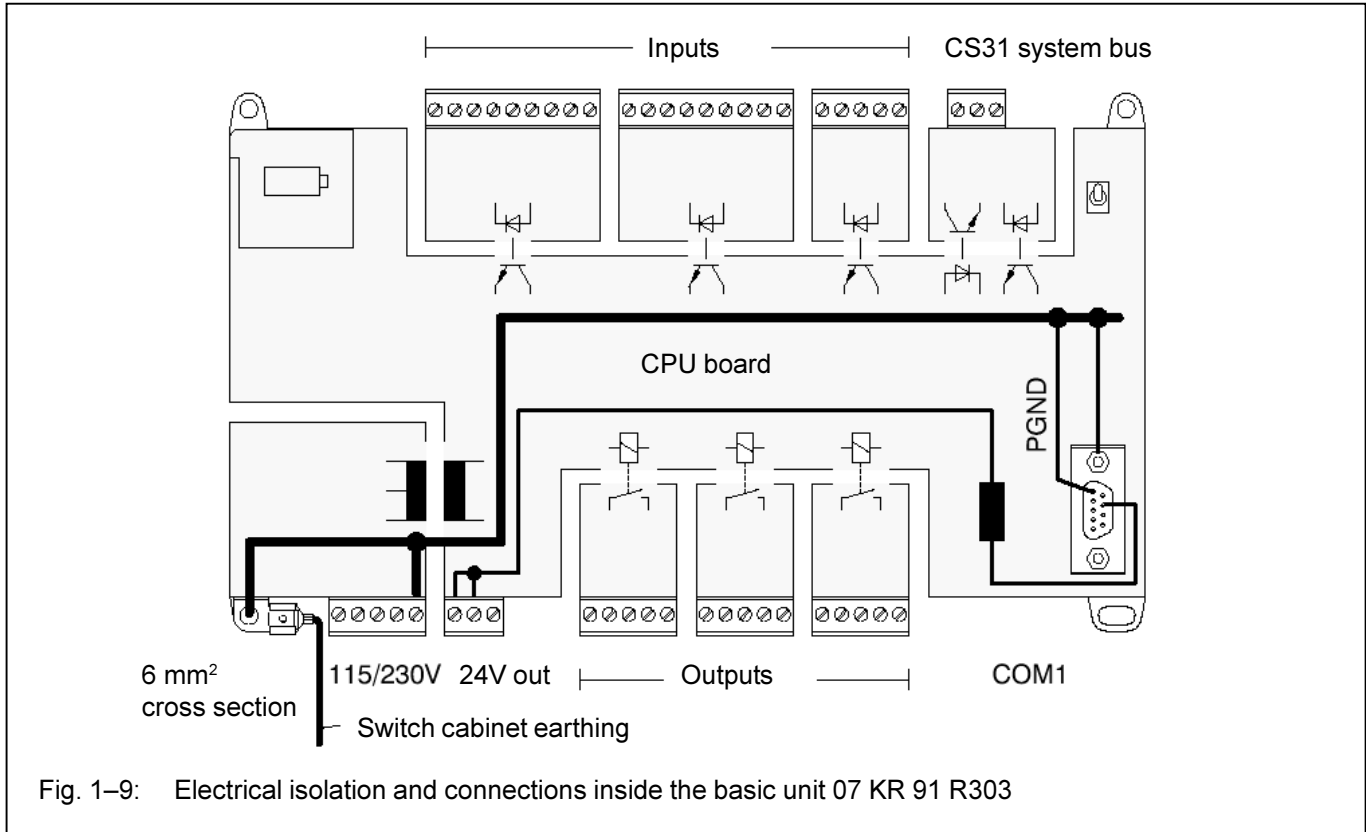 Inputs
CS31 system bus
CPU board
PGND
6 mm²
cross section
115/230V
24V out
Outputs
COM1
Switch cabinet earthing
Fig. 1–9: Electrical isolation and connections inside the basic unit 07 KR 91 R303